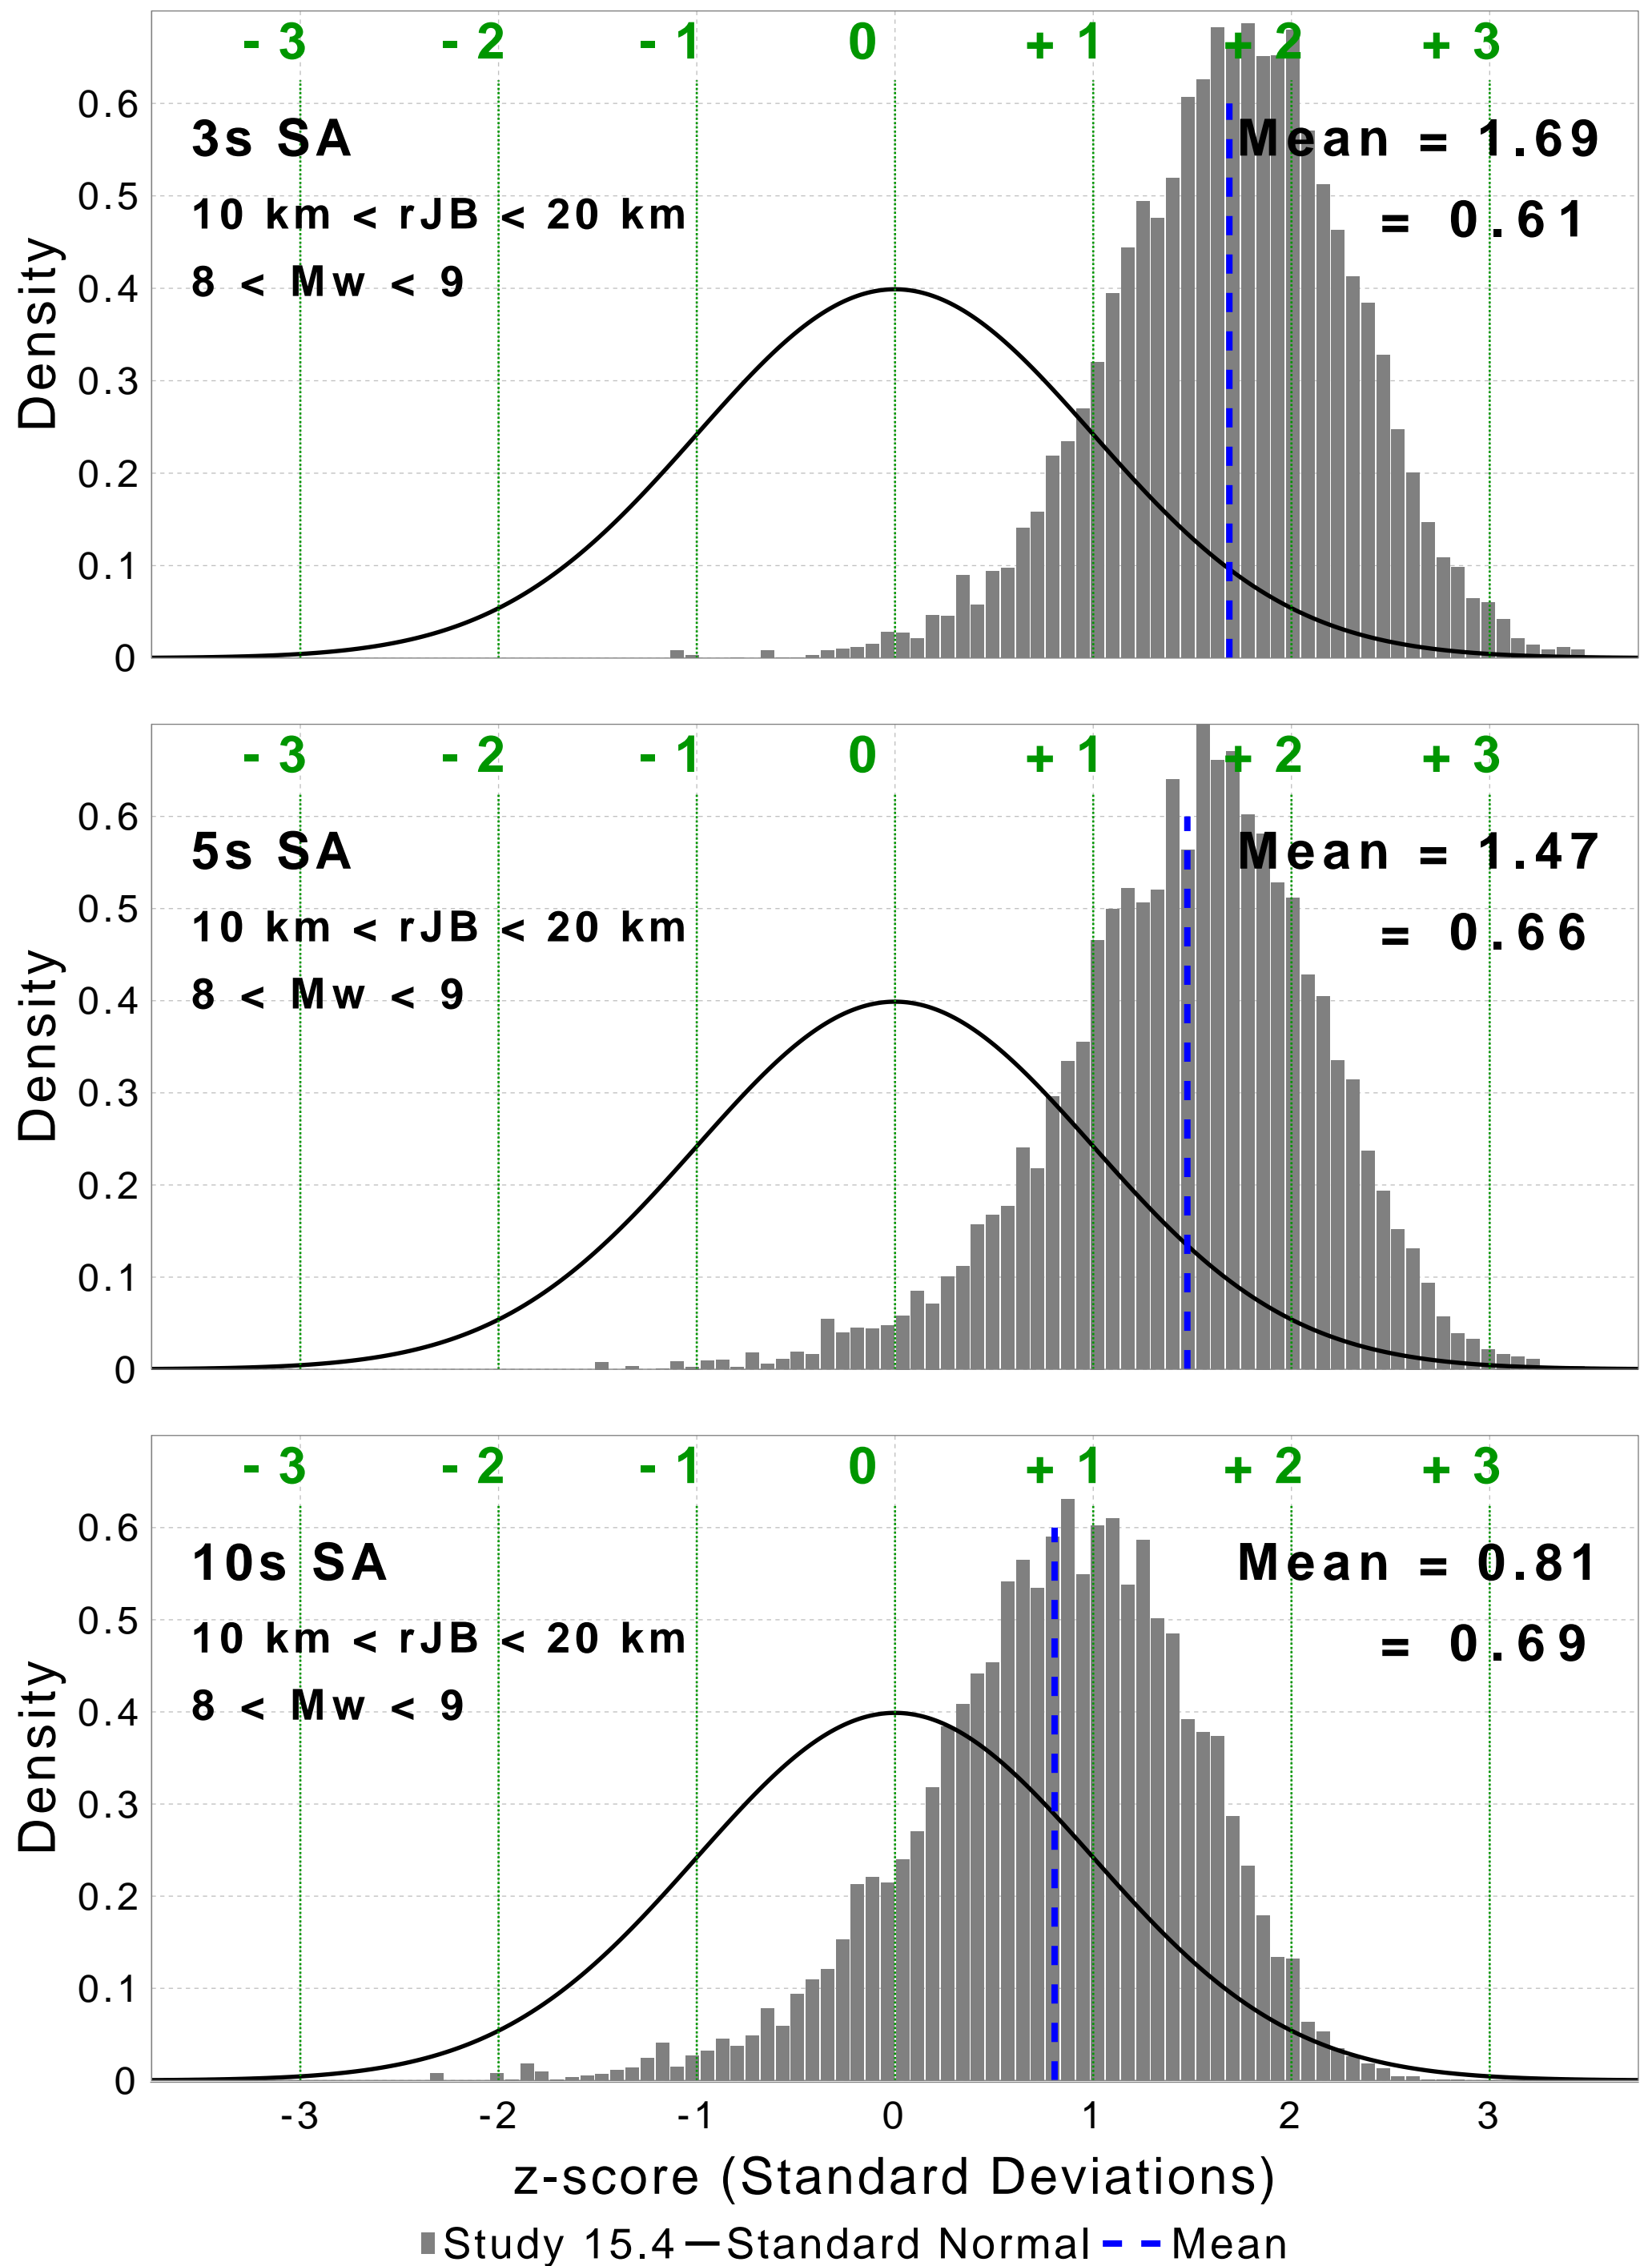 - 3 - 2 - 1 0 + 1 + 2 + 3
3s SA
Mean = 1.69
10 km < rJB < 20 km
= 0.61
8 < Mw < 9
Density
0.6
0.5
0.4
0.3
0.2
0.1
0
- 3 - 2 - 1 0 + 1 + 2 + 3
5s SA
Mean = 1.47
10 km < rJB < 20 km
= 0.66
8 < Mw < 9
Density
0.6
0.5
0.4
0.3
0.2
0.1
0
- 3 - 2 - 1 0 + 1 + 2 + 3
10s SA
Mean = 0.81
10 km < rJB < 20 km
= 0.69
8 < Mw < 9
Density
0.6
0.5
0.4
0.3
0.2
0.1
0
-3 -2 -1 0 1 2 3
z-score (Standard Deviations)
Study 15.4 Standard Normal Mean